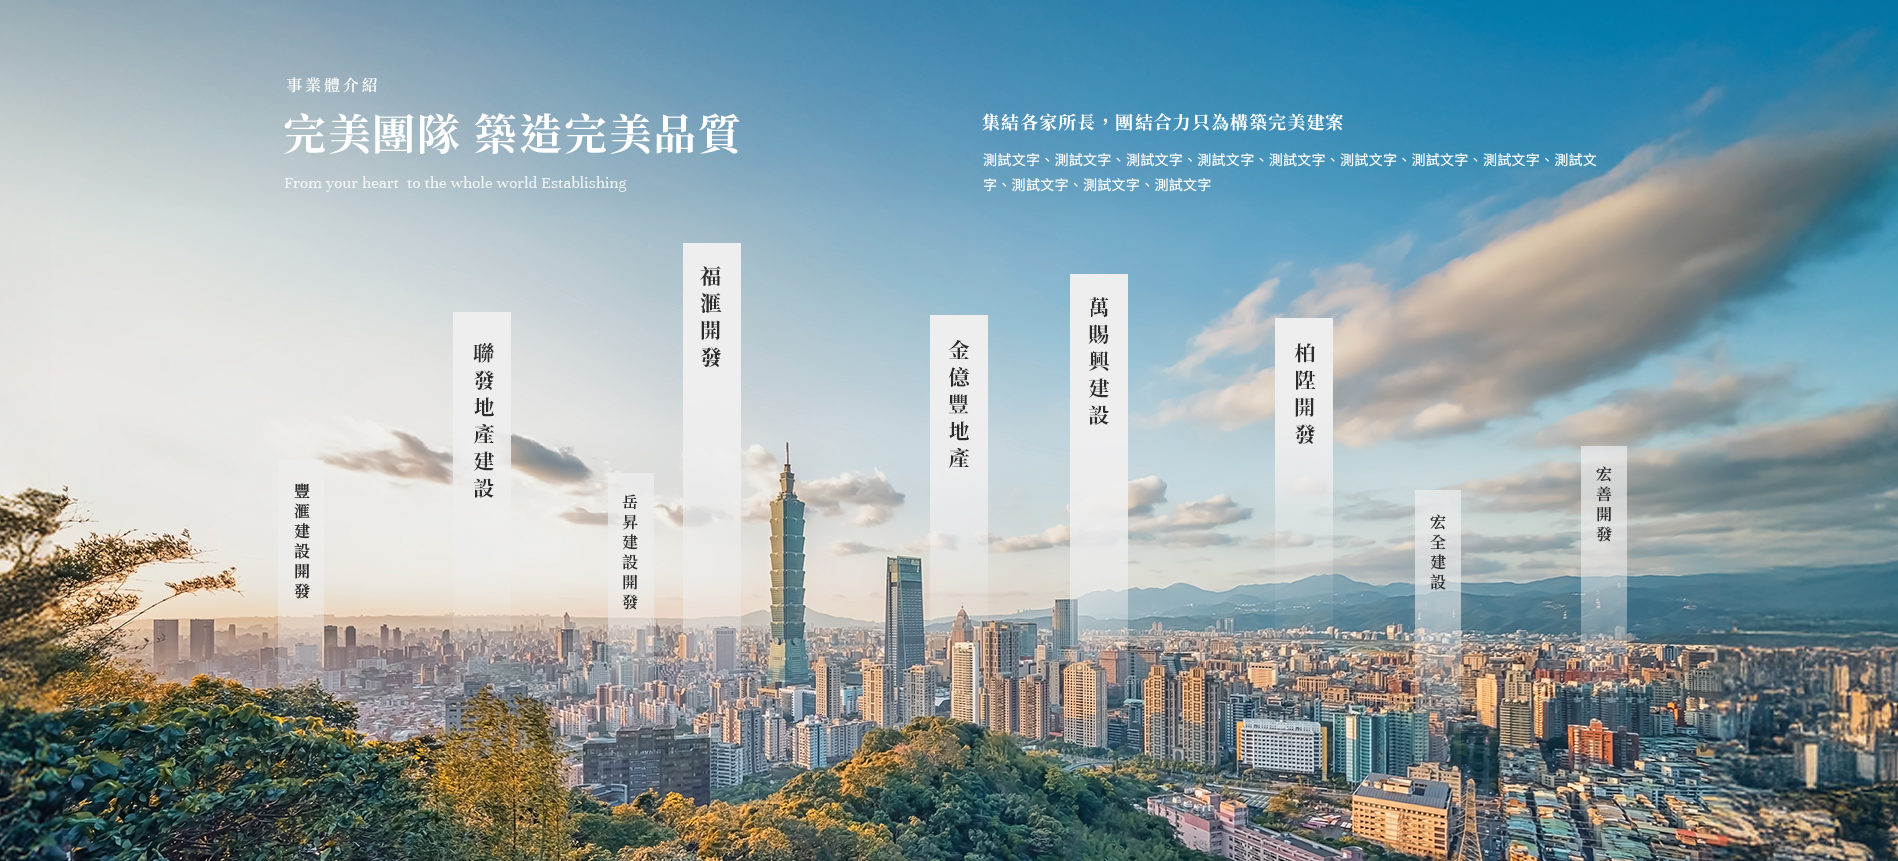 事業體介紹
完美團隊 築造完美品質
From your heart  to the whole world Establishing
集結各家所長，團結合力只為構築完美建案
測試文字、測試文字、測試文字、測試文字、測試文字、測試文字、測試文字、測試文字、測試文
字、測試文字、測試文字、測試文字
豐滙建設開發
聯發地產建設
岳昇建設開發
福滙開發
金億豐地產
萬賜興建設
柏陞開發
宏全建設
宏善開發